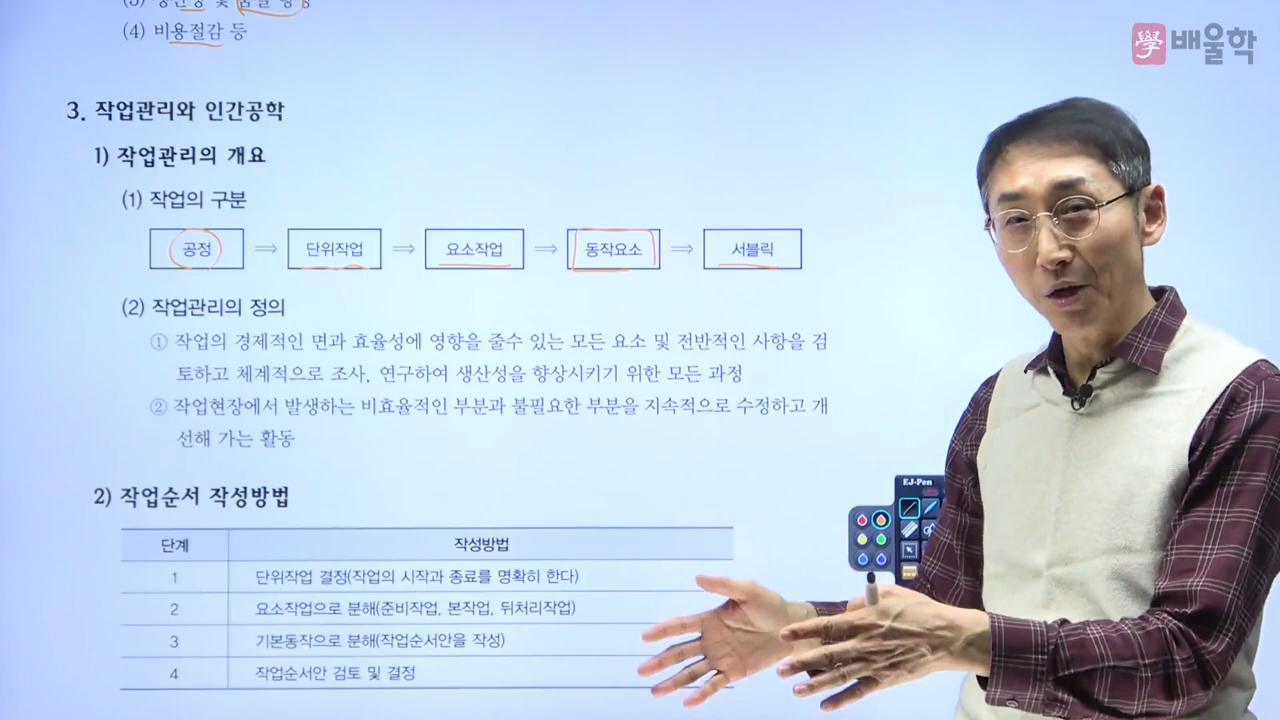 (4) 비용절감 등
學 배울학
3. 작업관리와 인간공학
1) 작업관리의 개요
(1) 작업의 구분
공정 ⇨ 단위작업 ⇨ 요소작업 ⇨ 동작요소 ⇨ 서블릭
(2) 작업관리의 정의
① 작업의 경제적인 면과 효율성에 영향을 줄수 있는 모든 요소 및 전반적인 사항을 검
토하고 체계적으로 조사, 연구하여 생산성을 향상시키기 위한 모든 과정
② 작업현장에서 발생하는 비효율적인 부분과 불필요한 부분을 지속적으로 수정하고 개
선해 가는 활동
2) 작업순서 작성방법
단계 작성방법
1 단위작업 결정(작업의 시작과 종료를 명확히 한다)
2 요소작업으로 분해(준비작업, 본작업, 뒤처리작업)
3 기본동작으로 분해(작업순서안을 작성)
4 작업순서안 검토 및 결정
EJ-Pen